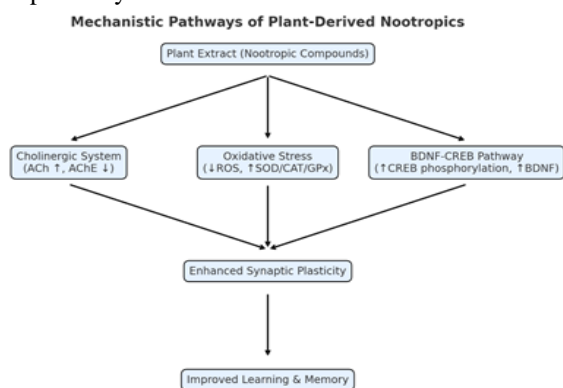 Mechanistic Pathways of Plant-Derived Nootropics
Plant Extract (Nootropic Compounds)
Cholinergic System
(ACh ↑, AChE ↓)
Oxidative Stress
(↓ROS, ↑SOD/CAT/GPx)
BDNF-CREB Pathway
(↑CREB phosphorylation, ↑BDNF)
Enhanced Synaptic Plasticity
Improved Learning & Memory